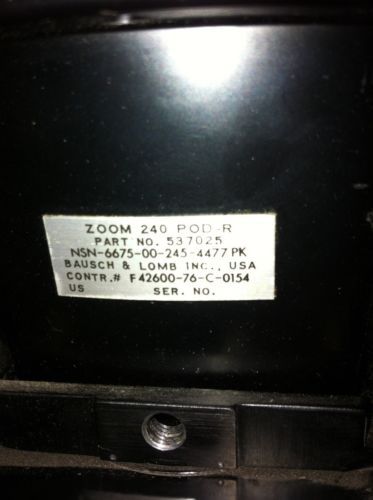 ZOOM 240 POD-R
PART NO. 537025
NSN-6675-00-245-4477 PK
BAUSCH & LOMB INC., USA
CONTR.# F42600-76-C-0154
US SER. NO.